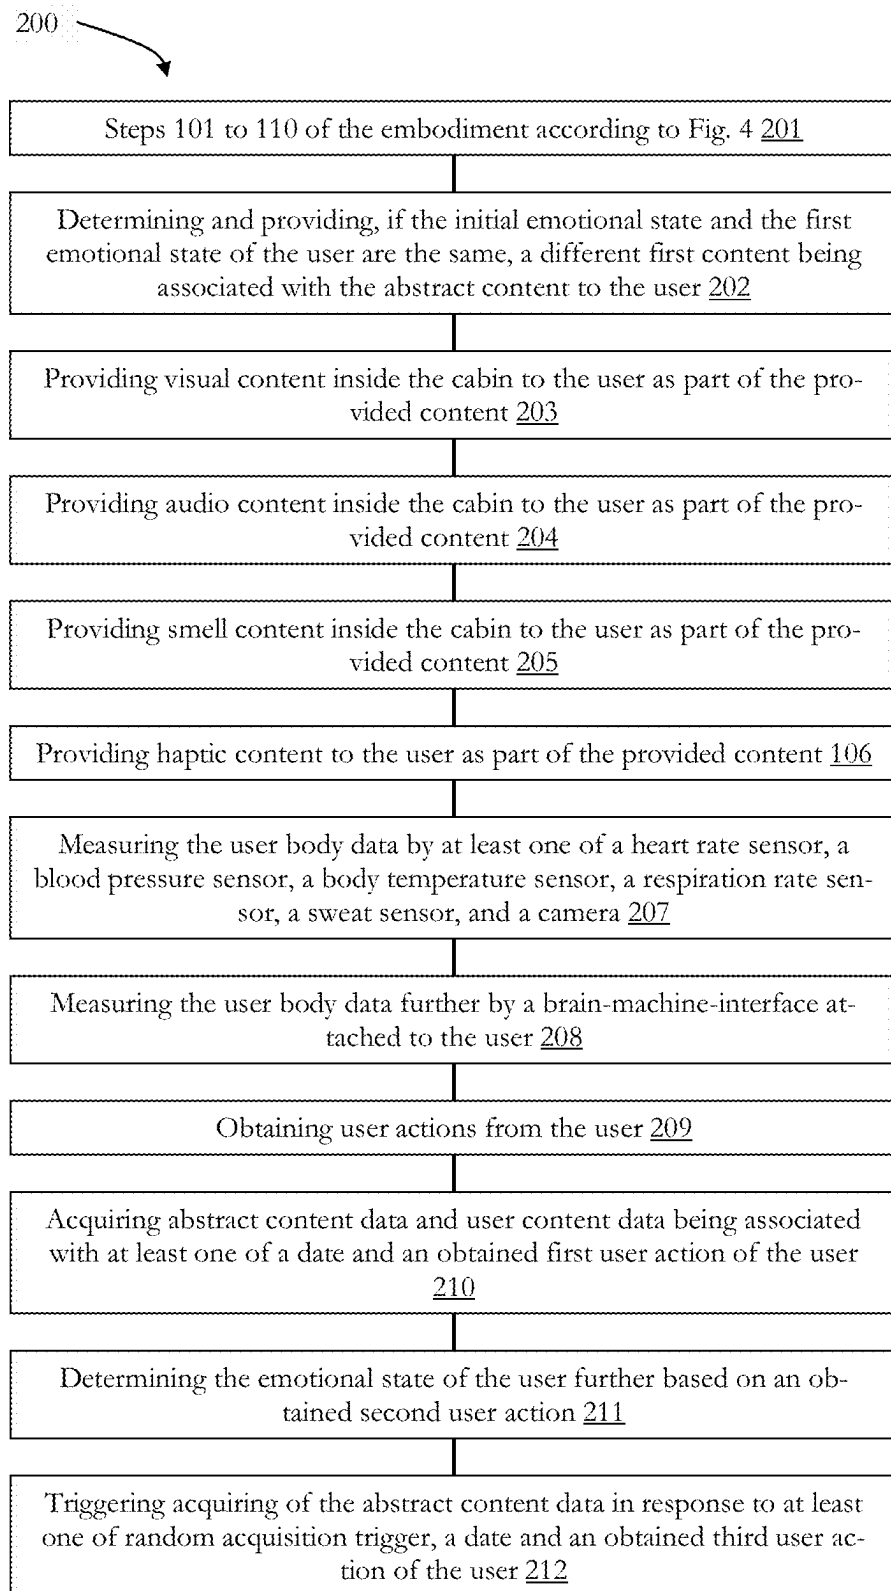 200
Steps 101 to 110 of the embodiment according to Fig. 4 201
Determining and providing, if the initial emotional state and the first
emotional state of the user are the same, a different first content being
associated with the abstract content to the user 202
Providing visual content inside the cabin to the user as part of the pro-
vided content 203
Providing audio content inside the cabin to the user as part of the pro-
vided content 204
Providing smell content inside the cabin to the user as part of the pro-
vided content 205
Providing haptic content to the user as part of the provided content 106
Measuring the user body data by at least one of a heart rate sensor, a
blood pressure sensor, a body temperature sensor, a respiration rate sen-
sor, a sweat sensor, and a camera 207
Measuring the user body data further by a brain-machine-interface at-
tached to the user 208
Obtaining user actions from the user 209
Acquiring abstract content data and user content data being associated
with at least one of a date and an obtained first user action of the user
210
Determining the emotional state of the user further based on an ob-
tained second user action 211
Triggering acquiring of the abstract content data in response to at least
one of random acquisition trigger, a date and an obtained third user ac-
tion of the user 212